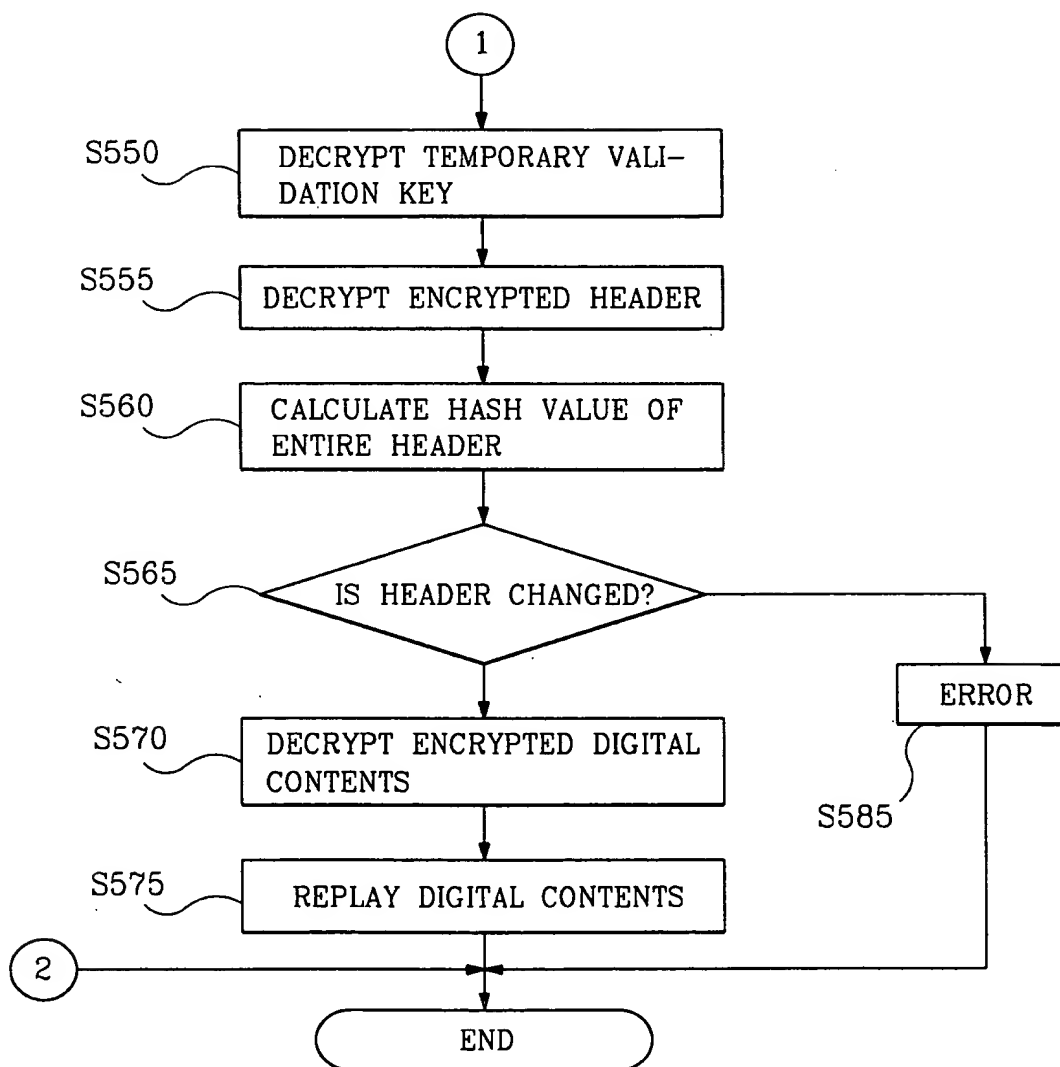 1
S550
DECRYPT TEMPORARY VALI-
DATION KEY
S555
DECRYPT ENCRYPTED HEADER
S560
CALCULATE HASH VALUE OF
ENTIRE HEADER
S565
IS HEADER CHANGED?
ERROR
S570
DECRYPT ENCRYPTED DIGITAL
CONTENTS
S585
S575
REPLAY DIGITAL CONTENTS
2
END